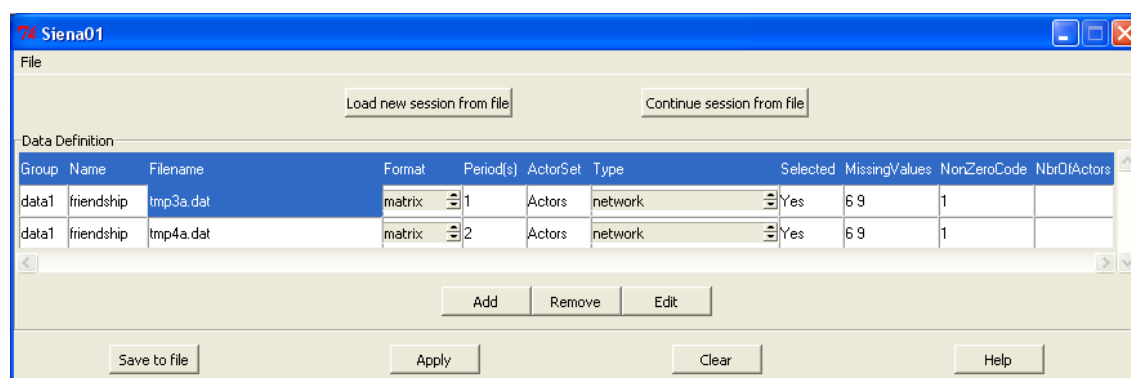 Siena01
File
Load new session from file Continue session from file
Data Definition
Group Name Filename Format Period(s) ActorSet Type Selected MissingValues NonZeroCode NbrOfActors
data1 friendship tmp3a.dat matrix 1 Actors network Yes 6 9 1
data1 friendship tmp4a.dat matrix 2 Actors network Yes 6 9 1
Add Remove Edit
Save to file Apply Clear Help